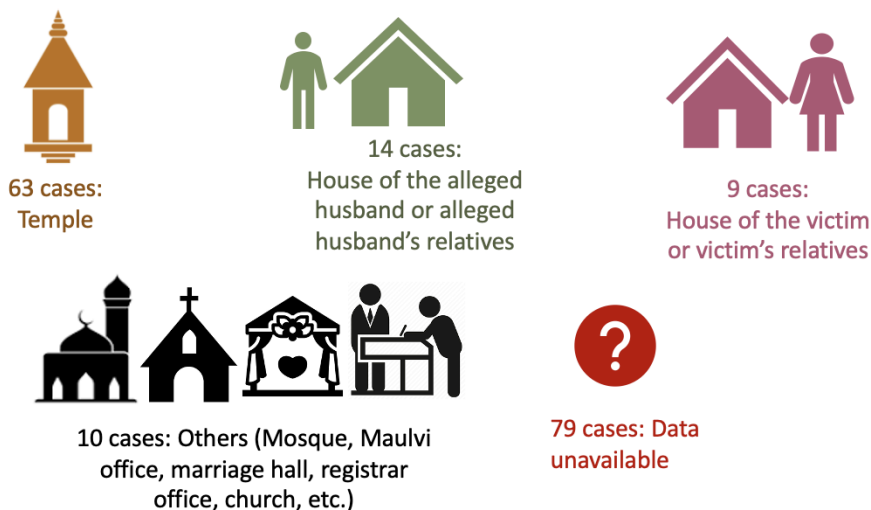 63 cases:
Temple
14 cases:
House of the alleged
husband or alleged
husband's relatives
9 cases:
House of the victim
or victim's relatives
10 cases: Others (Mosque, Maulvi
office, marriage hall, registrar
office, church, etc.)
?
79 cases: Data
unavailable